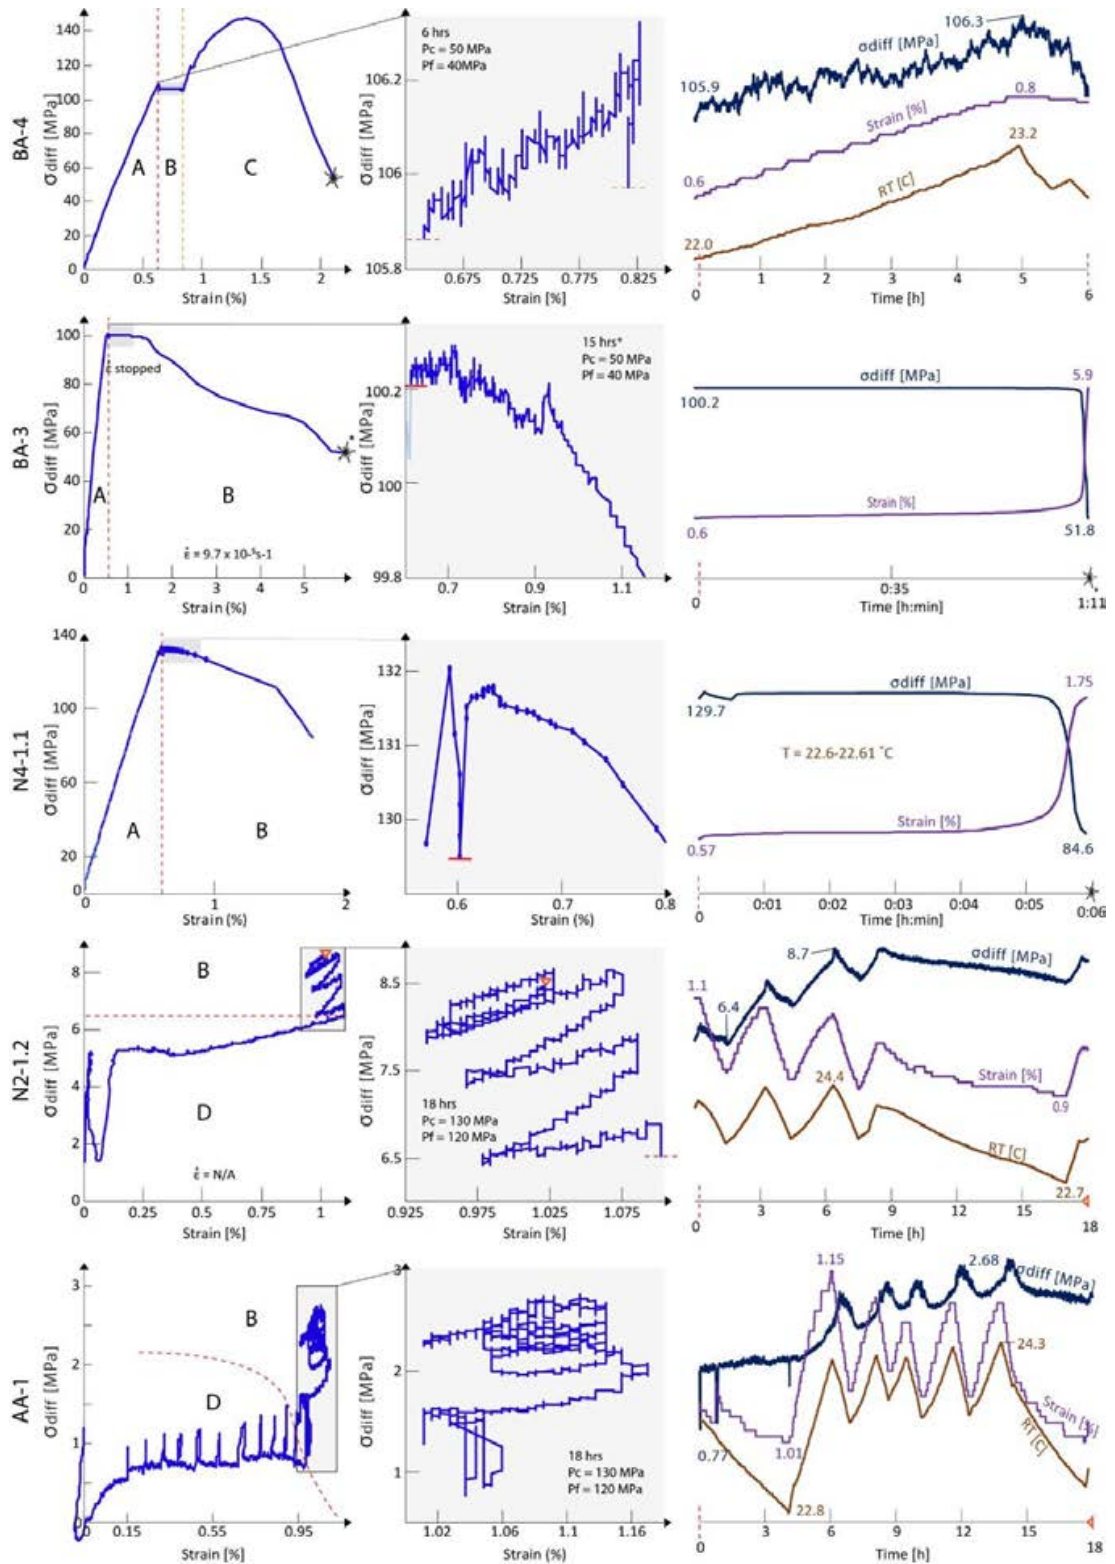 BA-4
σdiff [MPa]
140
120
100
80
60
40
20
0
A
B
C
0
0.5
1
1.5
2
Strain (%)
6 hrs
Pc = 50 MPa
Pf = 40MPa
σdiff [MPa]
106.2
106
105.8
0.675
0.725
0.775
0.825
Strain [%]
106.3
σdiff [MPa]
105.9
0.8
Strain [%]
23.2
0.6
RT [C]
22.0
0
1
2
3
4
5
6
Time [h]
BA-3
σdiff [MPa]
100
80
60
40
20
0
ε stopped
A
B
ε̇ = 9.7 x 10-⁵s-1
0
1
2
3
4
5
Strain (%)
15 hrs*
Pc = 50 MPa
Pf = 40 MPa
σdiff [MPa]
100.2
100
99.8
0.7
0.9
1.1
Strain [%]
σdiff [MPa]
5.9
100.2
Strain [%]
0.6
51.8
0
0:35
1:11
Time [h:min]
N4-1.1
σdiff [MPa]
140
100
60
20
0
A
B
1
2
Strain (%)
σdiff [MPa]
132
131
130
0.6
0.7
0.8
Strain (%)
σdiff [MPa]
1.75
129.7
T = 22.6-22.61 °C
Strain [%]
0.57
84.6
0
0:01
0:02
0:03
0:04
0:05
0:06
Time [h:min]
N2-1.2
σdiff [MPa]
8
6
4
2
0
B
D
ε̇ = N/A
0
0.25
0.5
0.75
1
Strain [%]
σdiff [MPa]
8.5
7.5
6.5
18 hrs
Pc = 130 MPa
Pf = 120 MPa
0.925
0.975
1.025
1.075
Strain [%]
8.7
σdiff [MPa]
1.1
6.4
24.4
Strain [%]
0.9
RT [C]
22.7
0
3
6
9
12
15
18
Time [h]
AA-1
σdiff [MPa]
3
2
1
0
B
D
0.15
0.55
0.95
Strain [%]
σdiff [MPa]
3
2
1
18 hrs
Pc = 130 MPa
Pf = 120 MPa
1.02
1.06
1.1
1.16
Strain (%)
1.15
2.68
σdiff [MPa]
24.3
Strain [%]
RT [C]
0.77
1.01
22.8
0
3
6
9
12
15
18
Time [h]